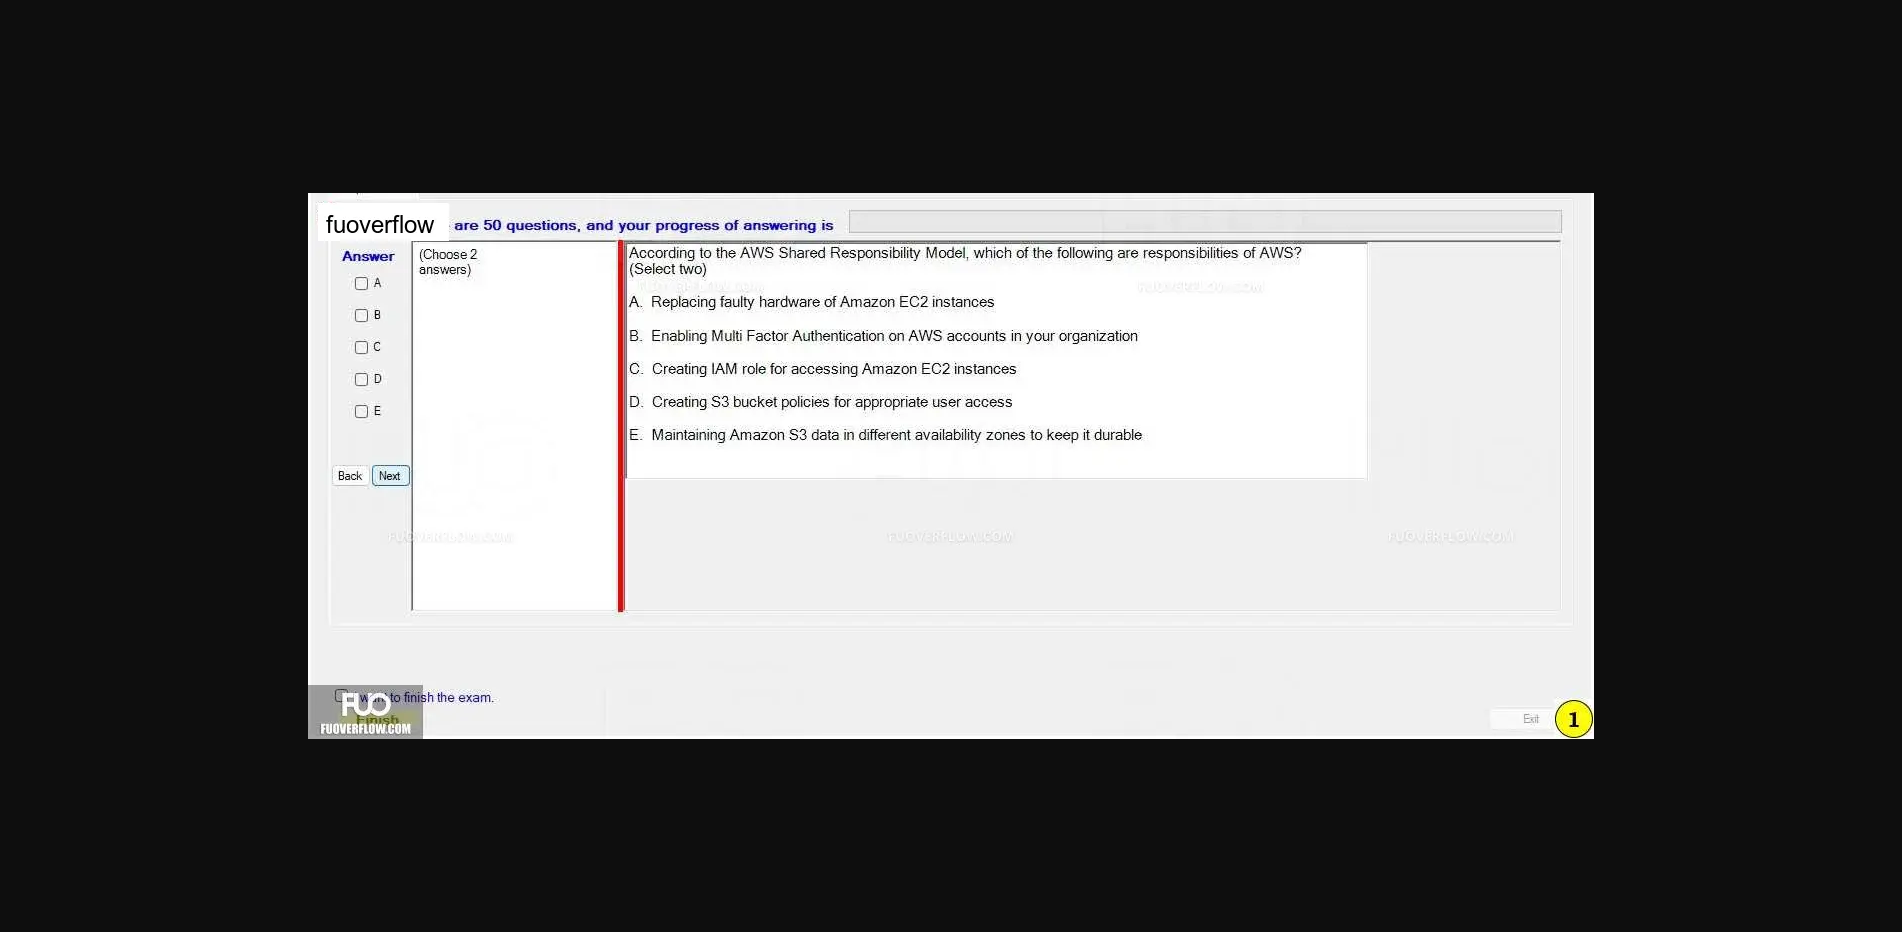 fuoverflow are 50 questions, and your progress of answering is
Answer
A
B
C
D
E
Back Next
(Choose 2
answers)
According to the AWS Shared Responsibility Model, which of the following are responsibilities of AWS?
(Select two)
A. Replacing faulty hardware of Amazon EC2 instances
B. Enabling Multi Factor Authentication on AWS accounts in your organization
C. Creating IAM role for accessing Amazon EC2 instances
D. Creating S3 bucket policies for appropriate user access
E. Maintaining Amazon S3 data in different availability zones to keep it durable
FUOVERFLOW.COM
FUOVERFLOW.COM FUOVERFLOW.COM FUOVERFLOW.COM
want to finish the exam.
FUO
Finish
FUOVERFLOW.COM
Exit 1